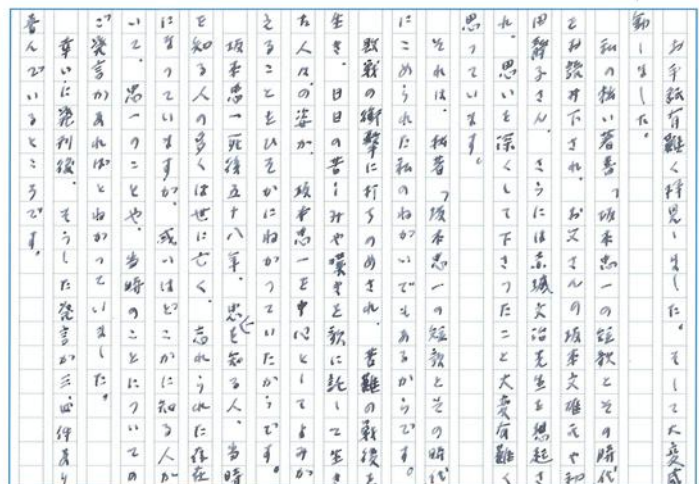 お手紙有難く拝見しました。そして大変感
銘しました。
私の拙い著書「坂本忠一の短歌とその時代
をお読み下され、お父さんの坂本文雄氏や和
田静子さん、さらには赤城文治先生を想起さ
れ、思いを深くして下さったこと大変有難く
思っています。
それは、拙著「坂本忠一の短歌とその時代
にこめられた私のねがいでもあるからです。
敗戦の衝撃に打ちのめされ、苦難の戦後を
生き、日日の苦しみや嘆きを歌に託して生き
た人々の姿が、坂本忠一を中心としてよみが
えることをひそかにねがっていたからです。
坂本忠一死後五十八年、忠一を知る人、当時
を知る人の多くは世に亡く、忘れられた存在
になっていますが、或いはどこかに知る人が
いて、忠一のことや、当時のことについての
ご発言があればとねがっていました。
幸いに発刊後、そうした発言が三、四件あり
喜んでいるところです。